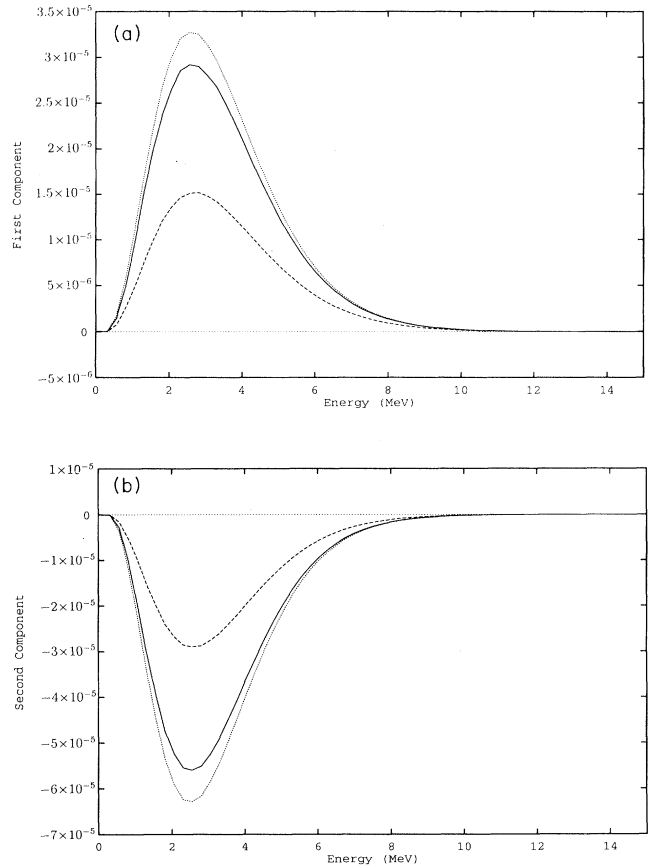 (a)
3.5×10⁻⁵
3×10⁻⁵
2.5×10⁻⁵
2×10⁻⁵
1.5×10⁻⁵
1×10⁻⁵
5×10⁻⁶
0
−5×10⁻⁶
First Component
0 2 4 6 8 10 12 14
Energy (MeV)
(b)
1×10⁻⁵
0
−1×10⁻⁵
−2×10⁻⁵
−3×10⁻⁵
−4×10⁻⁵
−5×10⁻⁵
−6×10⁻⁵
−7×10⁻⁵
Second Component
0 2 4 6 8 10 12 14
Energy (MeV)